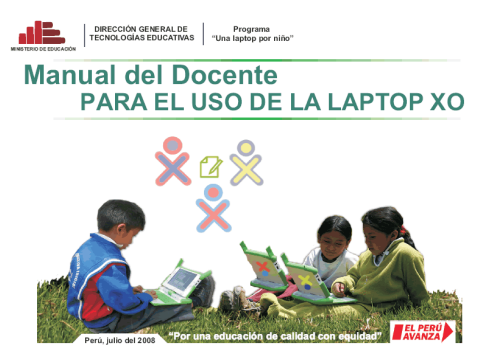 MINISTERIO DE EDUCACIÓN
DIRECCIÓN GENERAL DE
TECNOLOGÍAS EDUCATIVAS
Programa
“Una laptop por niño”
Manual del Docente
PARA EL USO DE LA LAPTOP XO
Perú, julio del 2008
“Por una educación de calidad con equidad”
EL PERÚ
AVANZA